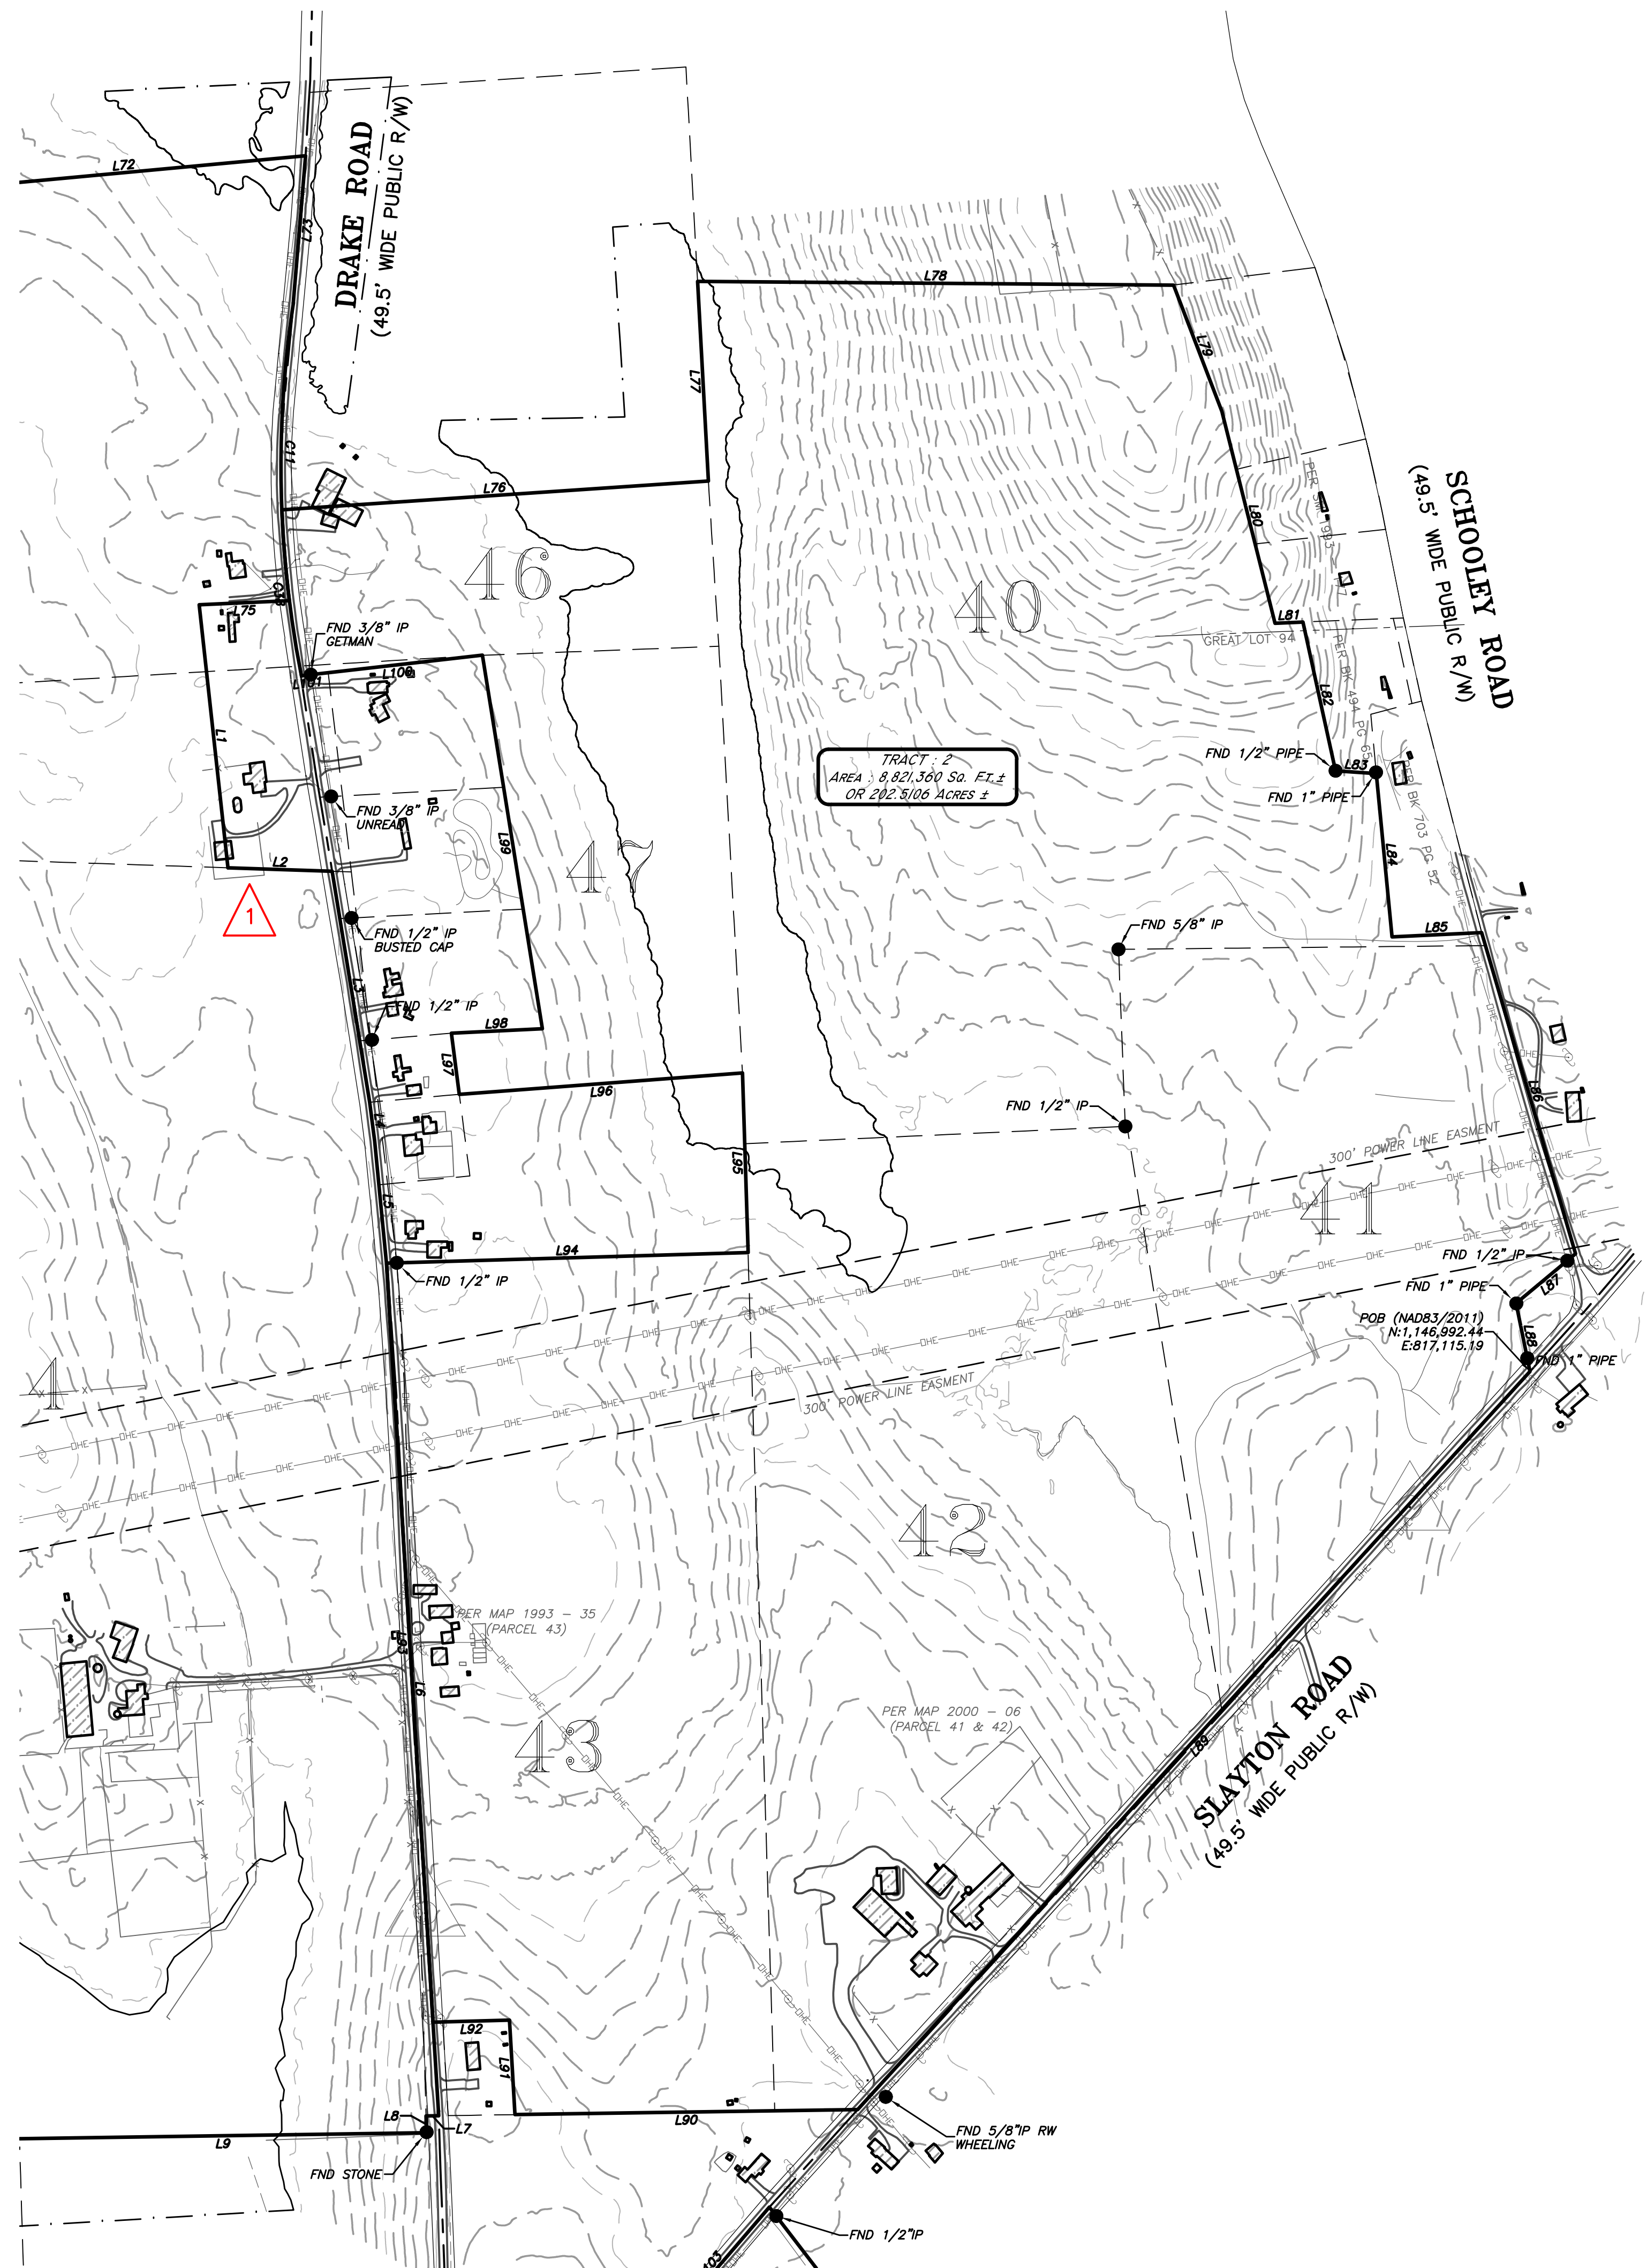 L72
DRAKE ROAD
(49.5' WIDE PUBLIC R/W)
L73
L78
L79
L77
C11
L76
46
40
L80
SCHOOLEY ROAD
(49.5' WIDE PUBLIC R/W)
L75
L81
GREAT LOT 94
FND 3/8" IP
GETMAN
L100
L82
PER BK 494 PG
L1
TRACT : 2
AREA : 8,821,360 SQ. FT.±
OR 202.5106 ACRES ±
FND 1/2" PIPE
L83
FND 1" PIPE
PER BK 703 PG 52
FND 3/8" IP
UNREAD
L99
47
L2
L84
1
FND 1/2" IP
BUSTED CAP
FND 5/8" IP
L85
L3
FND 1/2" IP
L98
L97
L96
L86
FND 1/2" IP
L4
300' POWER LINE EASMENT
L95
41
L5
L94
FND 1/2" IP
FND 1/2" IP
L87
FND 1" PIPE
POB (NAD83/2011)
N:1,146,992.44
E:817,115.19
L88
FND 1" PIPE
4
300' POWER LINE EASMENT
OHE
42
PER MAP 1993 - 35
(PARCEL 43)
L93
L6
43
PER MAP 2000 - 06
(PARCEL 41 & 42)
L89
SLAYTON ROAD
(49.5' WIDE PUBLIC R/W)
L92
L91
L8
L7
L90
L9
FND STONE
FND 5/8"IP RW
WHEELING
FND 1/2"IP